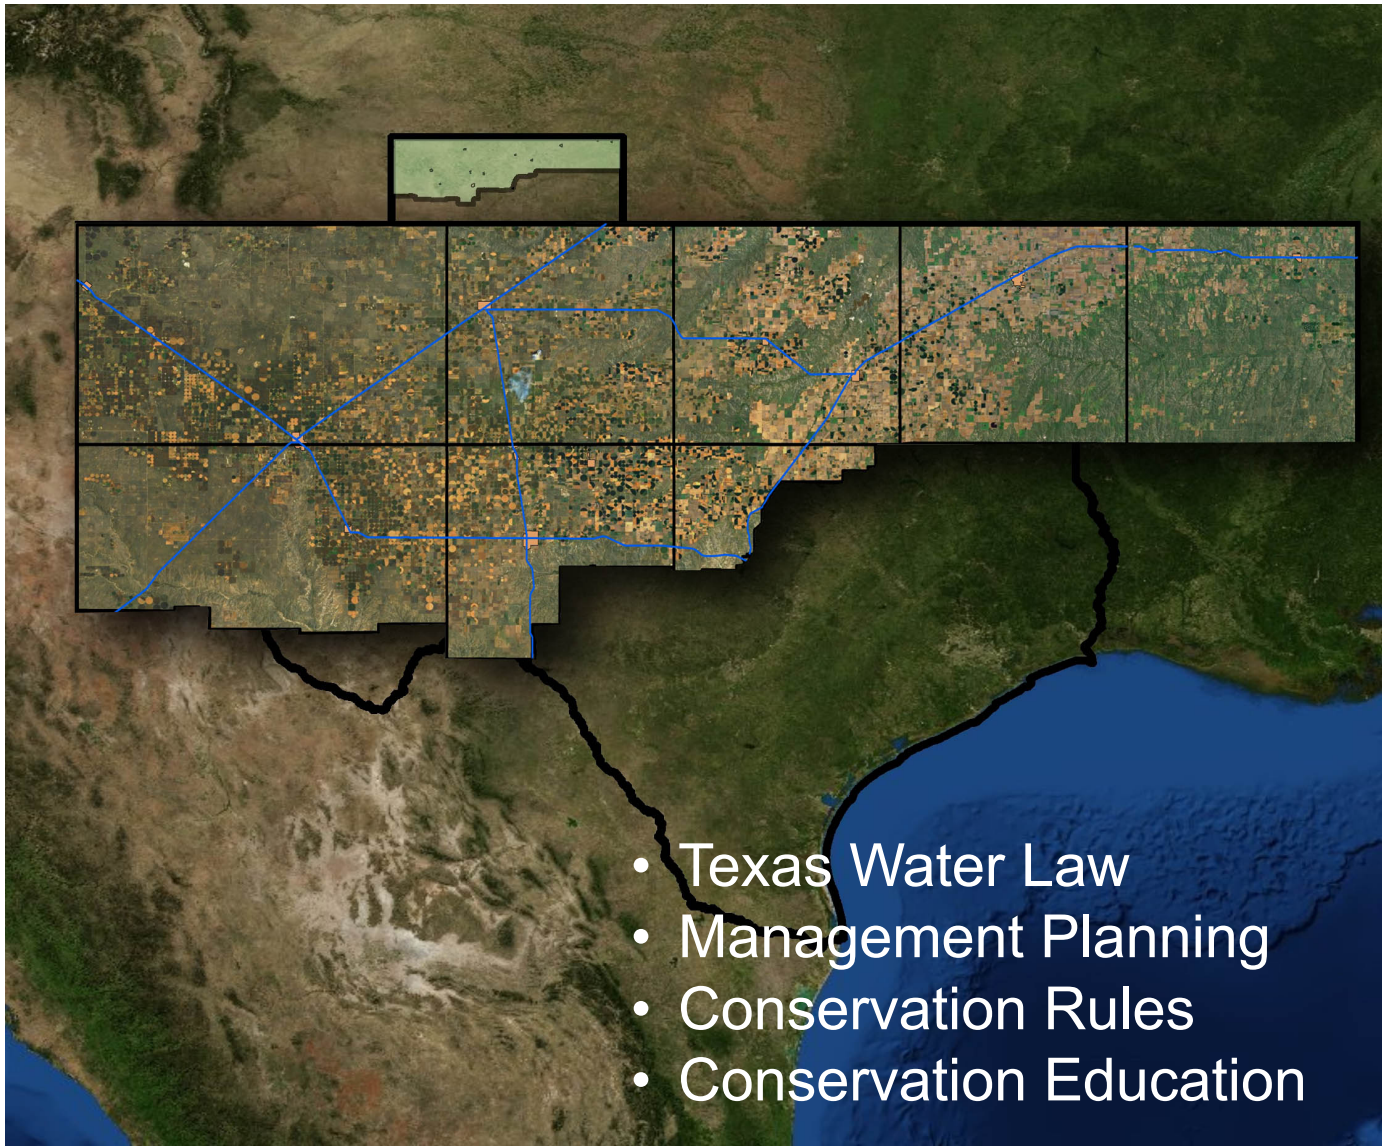 • Texas Water Law
• Management Planning
• Conservation Rules
• Conservation Education